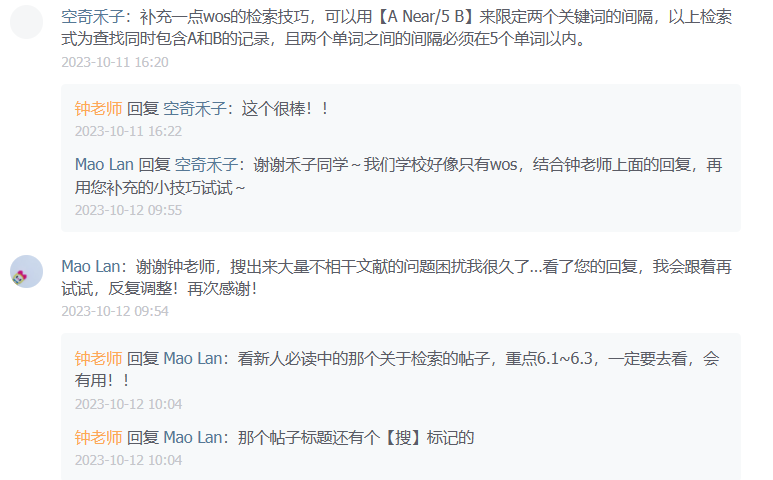 空奇禾子：补充一点wos的检索技巧，可以用【A Near/5 B】来限定两个关键词的间隔，以上检索
式为查找同时包含A和B的记录，且两个单词之间的间隔必须在5个单词以内。
2023-10-11 16:20
钟老师 回复 空奇禾子：这个很棒！！
2023-10-11 16:22
Mao Lan 回复 空奇禾子：谢谢禾子同学～我们学校好像只有wos，结合钟老师上面的回复，再
用您补充的小技巧试试～
2023-10-12 09:55
Mao Lan：谢谢钟老师，搜出来大量不相干文献的问题困扰我很久了...看了您的回复，我会跟着再
试试，反复调整！再次感谢！
2023-10-12 09:54
钟老师 回复 Mao Lan：看新人必读中的那个关于检索的帖子，重点6.1~6.3，一定要去看，会
有用！！
2023-10-12 10:04
钟老师 回复 Mao Lan：那个帖子标题还有个【搜】标记的
2023-10-12 10:04